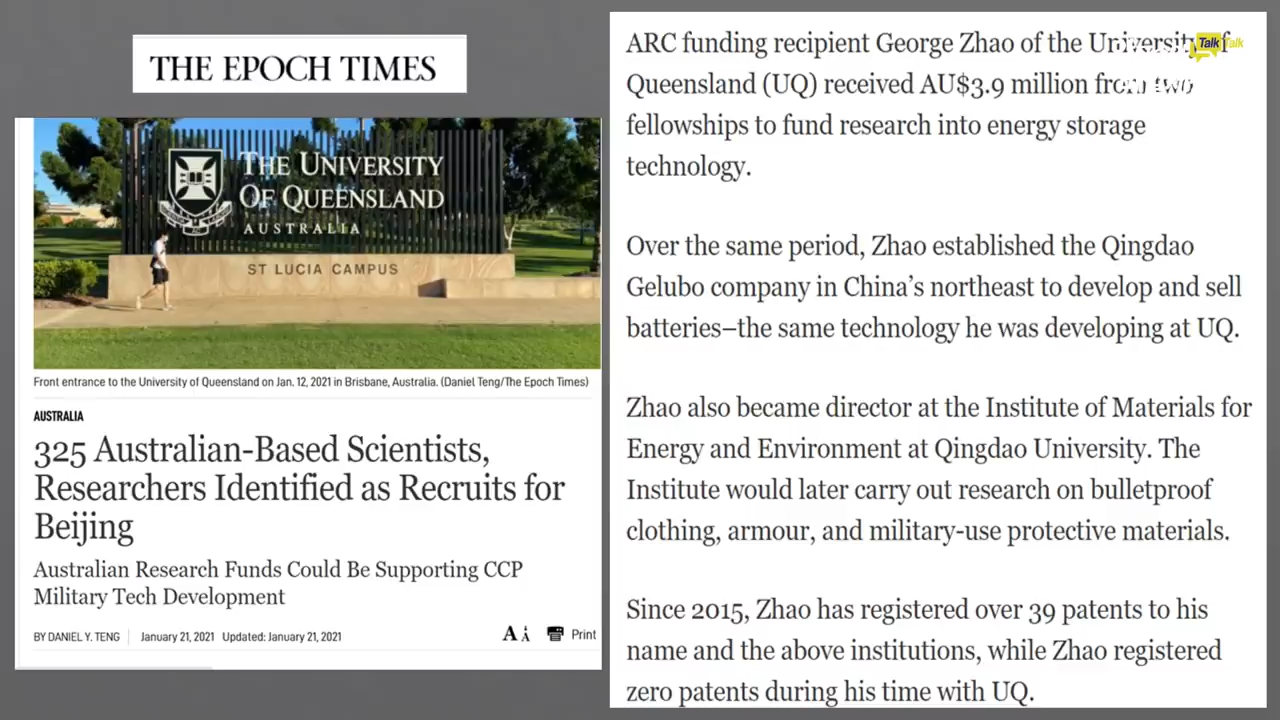 THE EPOCH TIMES
THE UNIVERSITY
OF QUEENSLAND
AUSTRALIA
ST LUCIA CAMPUS
Front entrance to the University of Queensland on Jan. 12, 2021 in Brisbane, Australia. (Daniel Teng/The Epoch Times)
AUSTRALIA
325 Australian-Based Scientists,
Researchers Identified as Recruits for
Beijing
Australian Research Funds Could Be Supporting CCP
Military Tech Development
BY DANIEL Y. TENG
January 21, 2021 Updated: January 21, 2021
A A Print
ARC funding recipient George Zhao of the University of
Queensland (UQ) received AU$3.9 million from
fellowships to fund research into energy storage
technology.
Over the same period, Zhao established the Qingdao
Gelubo company in China's northeast to develop and sell
batteries–the same technology he was developing at UQ.
Zhao also became director at the Institute of Materials for
Energy and Environment at Qingdao University. The
Institute would later carry out research on bulletproof
clothing, armour, and military-use protective materials.
Since 2015, Zhao has registered over 39 patents to his
name and the above institutions, while Zhao registered
zero patents during his time with UQ.
Talk Talk